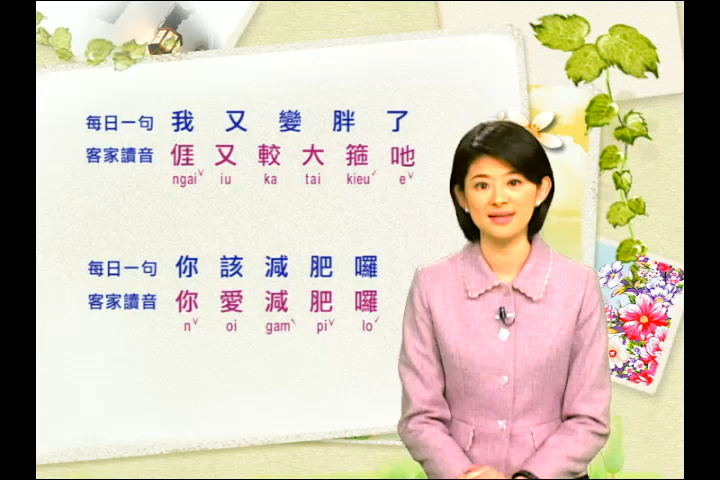 每日一句 我又變胖了
客家讀音 𠊎又較大箍吔
ngaiˇ iu ka tai kieuˊ eˇ
每日一句 你該減肥囉
客家讀音 你愛減肥囉
nˇ oi gamˋ piˇ loˊ